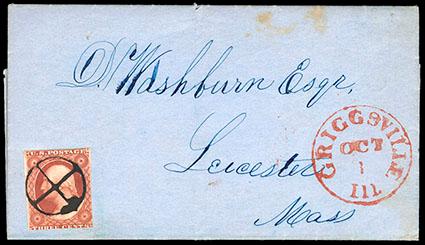 D. Washburn Esqr,
Leicester
Mass
GRIGGSVILLE
OCT
1
Ill
U.S. POSTAGE
THREE CENTS